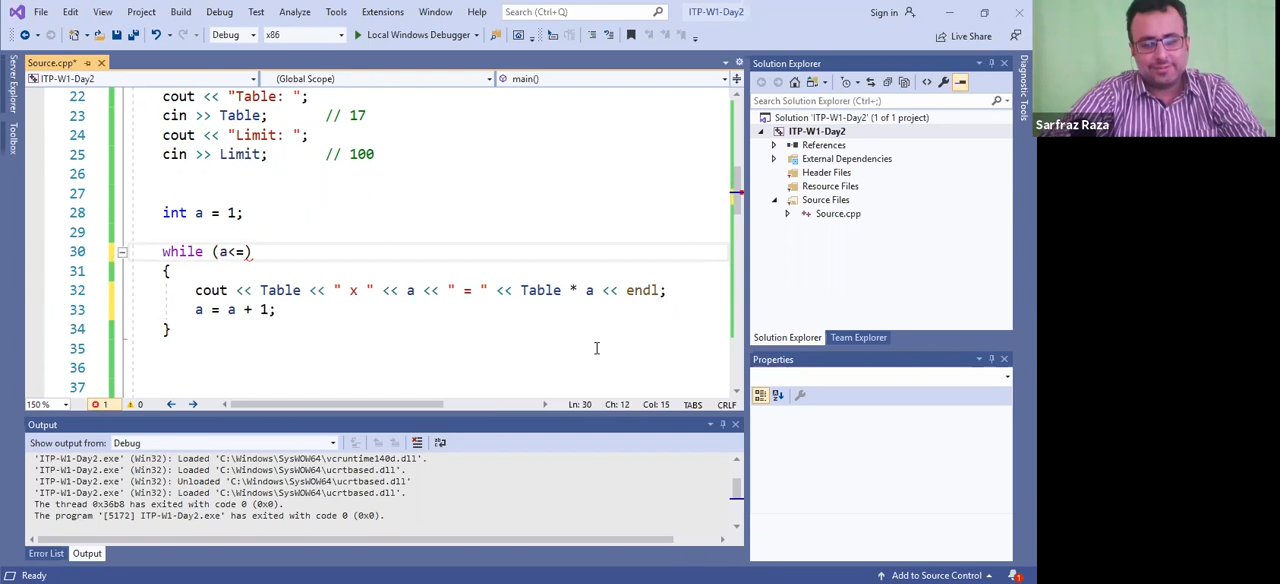 File Edit View Project Build Debug Test Analyze Tools Extensions Window Help Search (Ctrl+Q) ITP-W1-Day2 Sign in
Debug x86 Local Windows Debugger Live Share
Server Explorer
Toolbox
Source.cpp*
ITP-W1-Day2 (Global Scope) main()
22 cout << "Table: ";
23 cin >> Table; // 17
24 cout << "Limit: ";
25 cin >> Limit; // 100
26
27
28 int a = 1;
29
30 while (a<=)
31 {
32 cout << Table << " x " << a << " = " << Table * a << endl;
33 a = a + 1;
34 }
35
36
37
150 % 1 0 Ln: 30 Ch: 12 Col: 15 TABS CRLF
Output
Show output from: Debug
'ITP-W1-Day2.exe' (Win32): Loaded 'C:\Windows\SysWOW64\vcruntime140d.dll'.
'ITP-W1-Day2.exe' (Win32): Loaded 'C:\Windows\SysWOW64\ucrtbased.dll'.
'ITP-W1-Day2.exe' (Win32): Unloaded 'C:\Windows\SysWOW64\ucrtbased.dll'
'ITP-W1-Day2.exe' (Win32): Loaded 'C:\Windows\SysWOW64\ucrtbased.dll'.
The thread 0x36b8 has exited with code 0 (0x0).
The program '[5172] ITP-W1-Day2.exe' has exited with code 0 (0x0).
Error List Output
Ready Add to Source Control 1
Solution Explorer
Search Solution Explorer (Ctrl+;)
Solution 'ITP-W1-Day2' (1 of 1 project)
ITP-W1-Day2
References
External Dependencies
Header Files
Resource Files
Source Files
Source.cpp
Solution Explorer Team Explorer
Properties
Diagnostic Tools
Sarfraz Raza